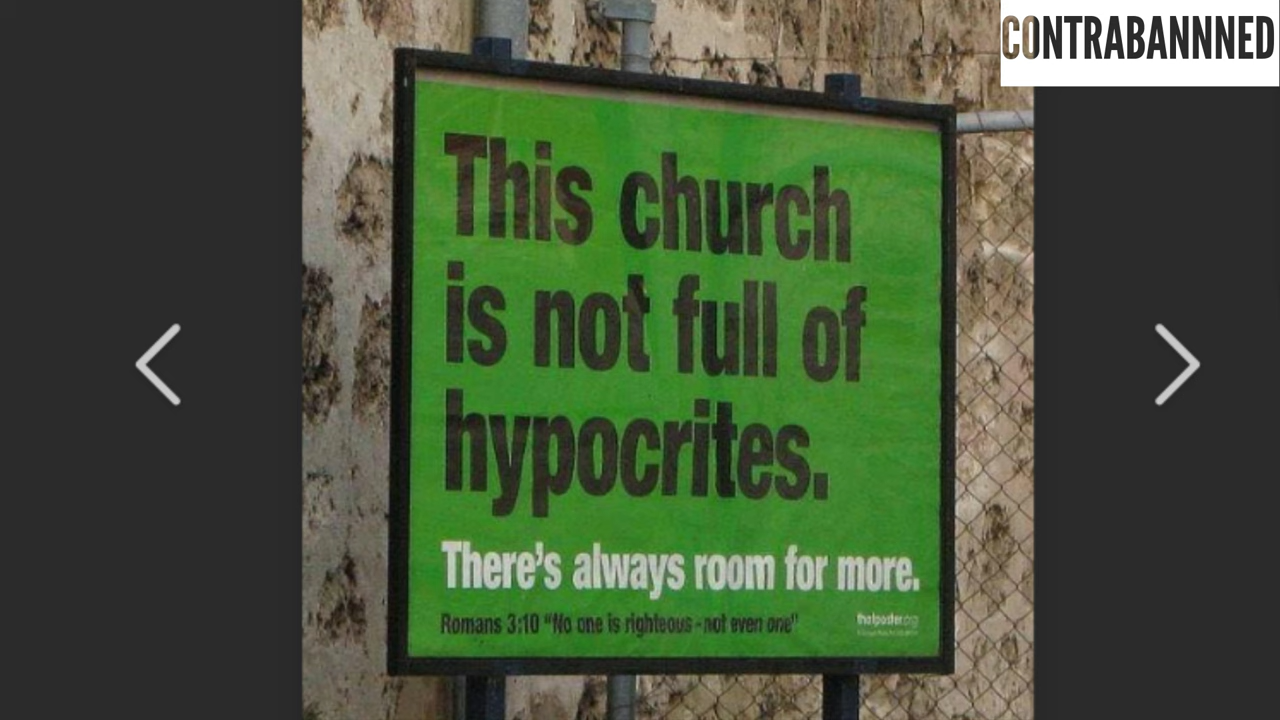 CONTRABANNNED
This church
is not full of
hypocrites.
There's always room for more.
Romans 3:10 "No one is righteous - not even one"